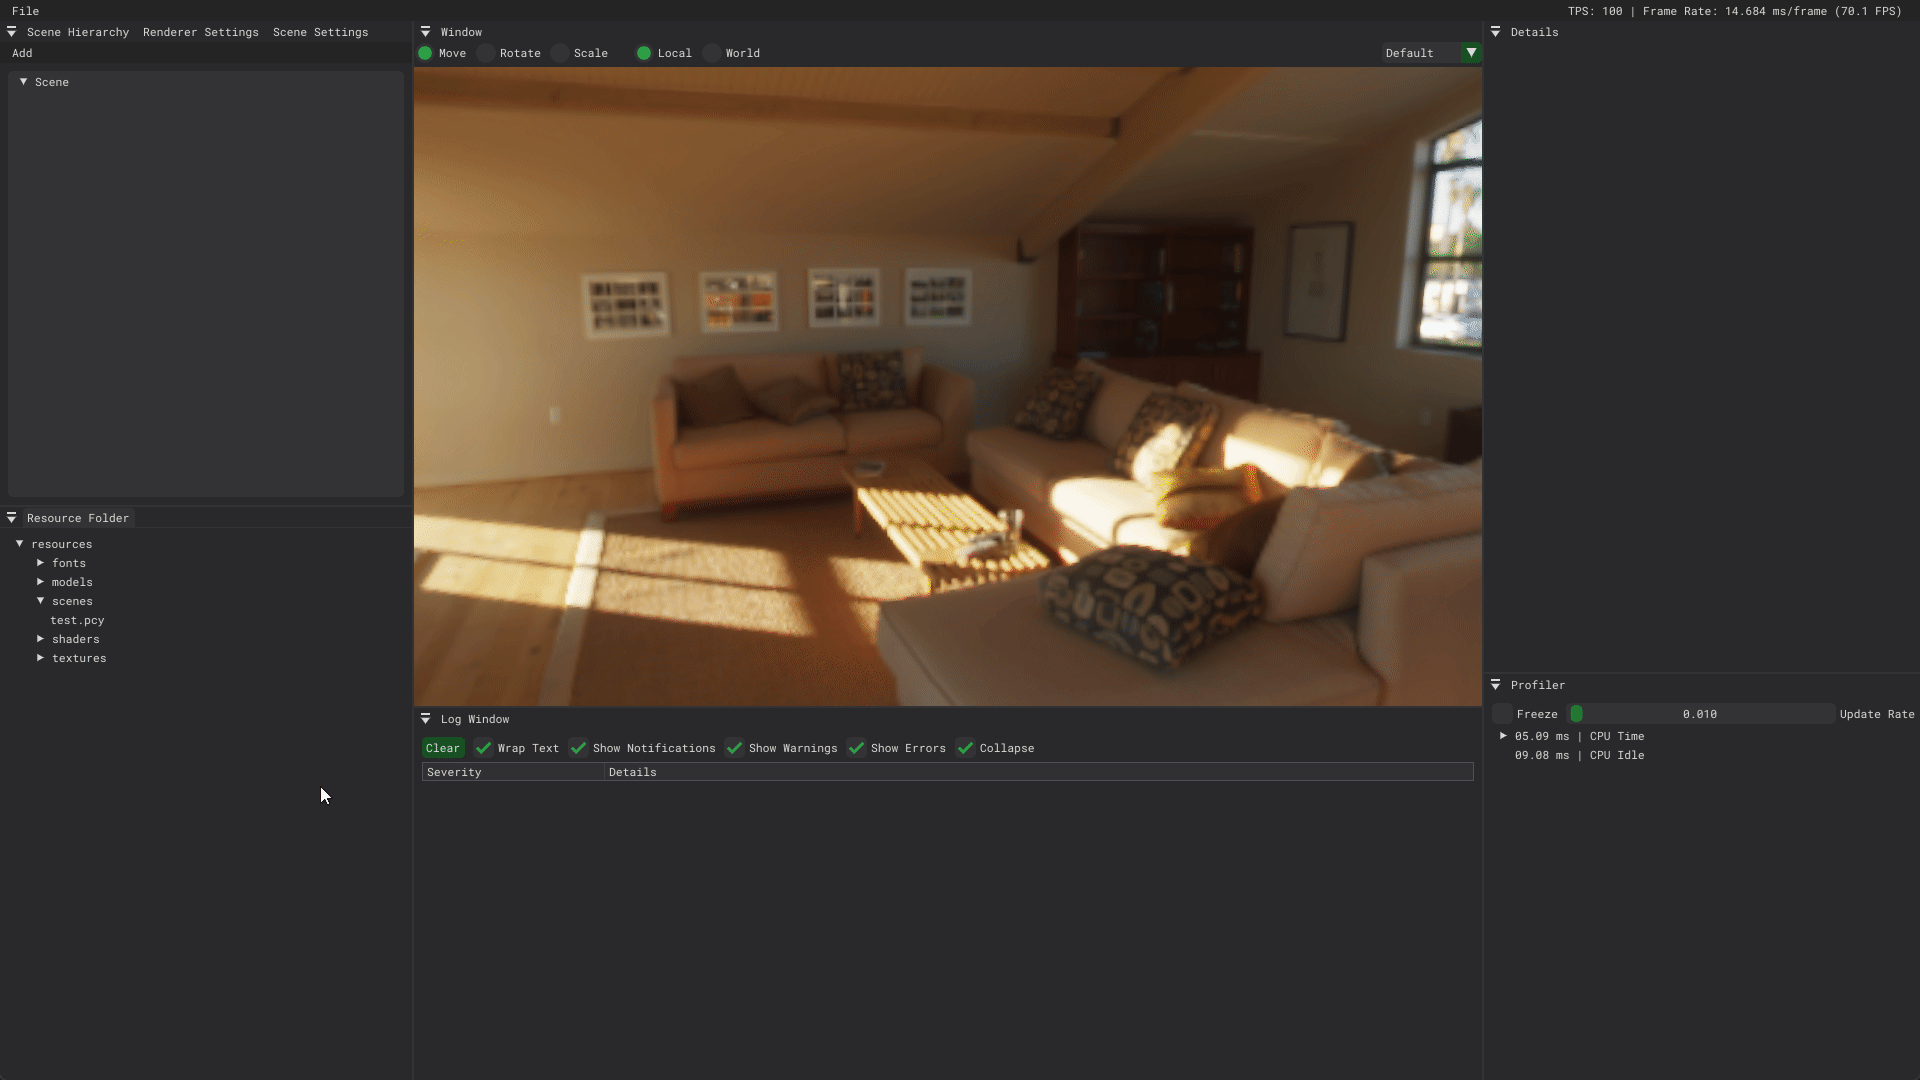 File
TPS: 100 | Frame Rate: 14.684 ms/frame (70.1 FPS)
Scene Hierarchy Renderer Settings Scene Settings
Add
Scene
Window
Move Rotate Scale Local World
Default
Details
Resource Folder
resources
fonts
models
scenes
test.pcy
shaders
textures
Log Window
Clear Wrap Text Show Notifications Show Warnings Show Errors Collapse
Severity Details
Profiler
Freeze 0.010 Update Rate
05.09 ms | CPU Time
09.08 ms | CPU Idle